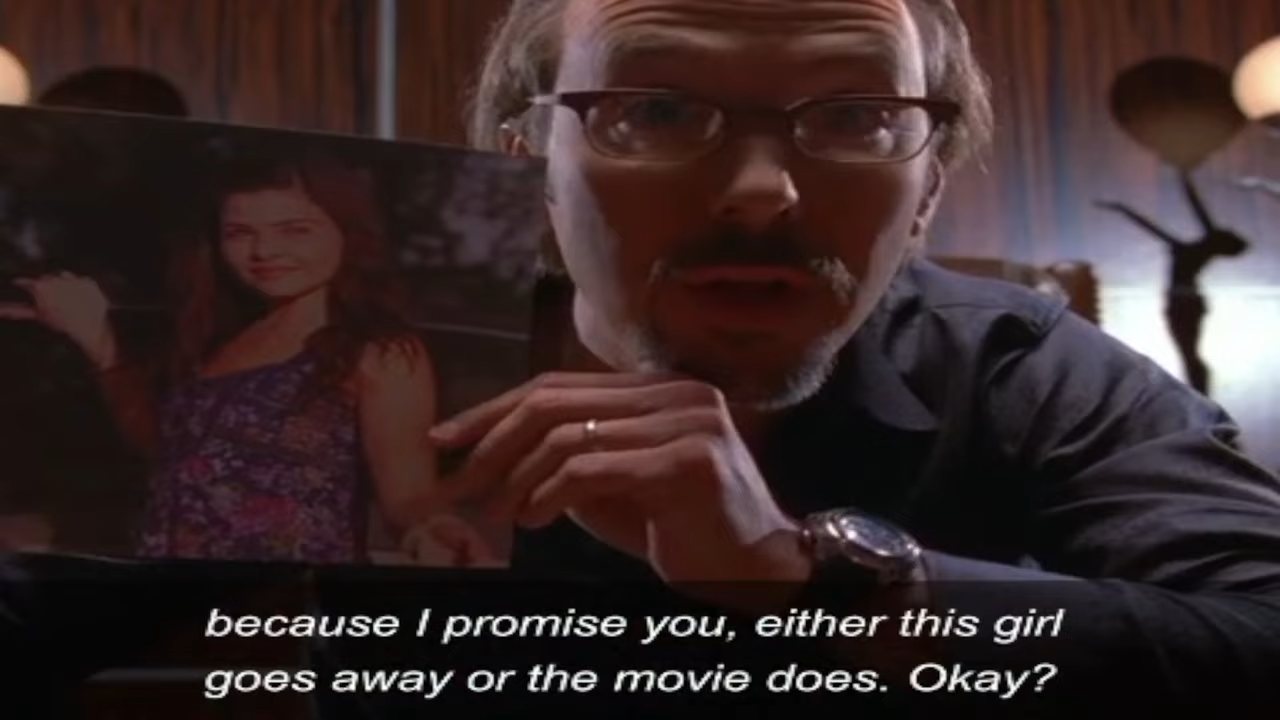 because I promise you, either this girl
goes away or the movie does. Okay?